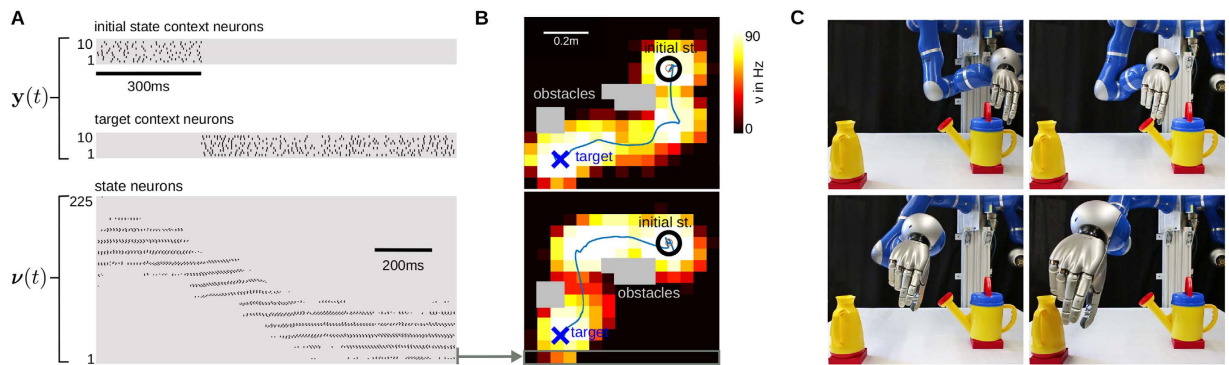 A
initial state context neurons
10
1
300ms
y(t)
target context neurons
10
1
state neurons
225
200ms
ν(t)
1
B
0.2m
initial st.
obstacles
target
90
ν in Hz
0
initial st.
obstacles
target
C